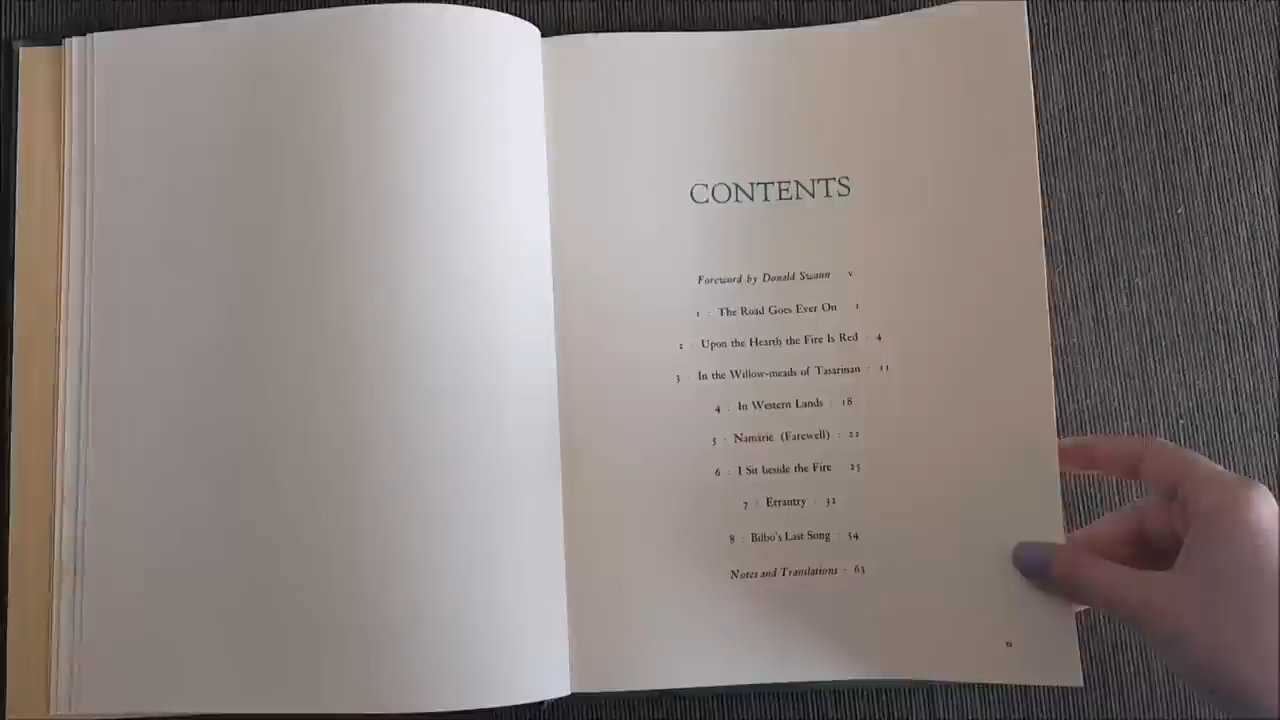 CONTENTS
Foreword by Donald Swann v
1 : The Road Goes Ever On 1
2 : Upon the Hearth the Fire Is Red : 4
3 : In the Willow-meads of Tasarinan : 11
4 : In Western Lands : 18
5 : Namárië (Farewell) : 22
6 : I Sit beside the Fire 25
7 : Errantry : 32
8 : Bilbo's Last Song : 54
Notes and Translations · 63